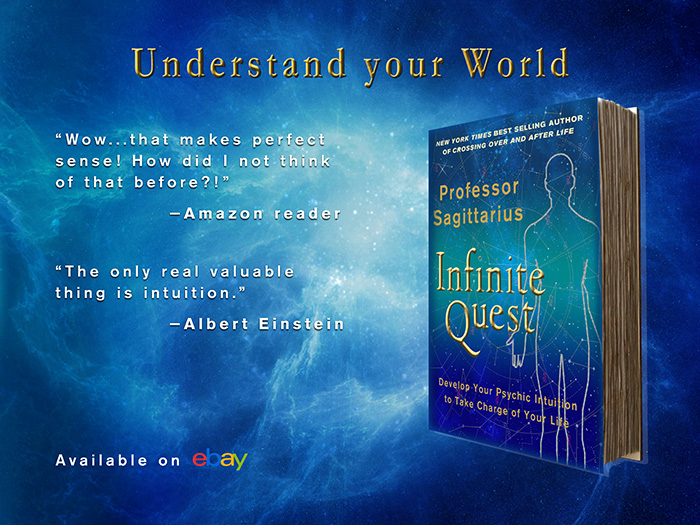 Understand your World
“Wow...that makes perfect
sense! How did I not think
of that before?!”
–Amazon reader
“The only real valuable
thing is intuition.”
–Albert Einstein
Available on ebay
NEW YORK TIMES BEST SELLING AUTHOR
OF CROSSING OVER AND AFTER LIFE
Professor
Sagittarius
Infinite
Quest
Develop Your Psychic Intuition
to Take Charge of Your Life